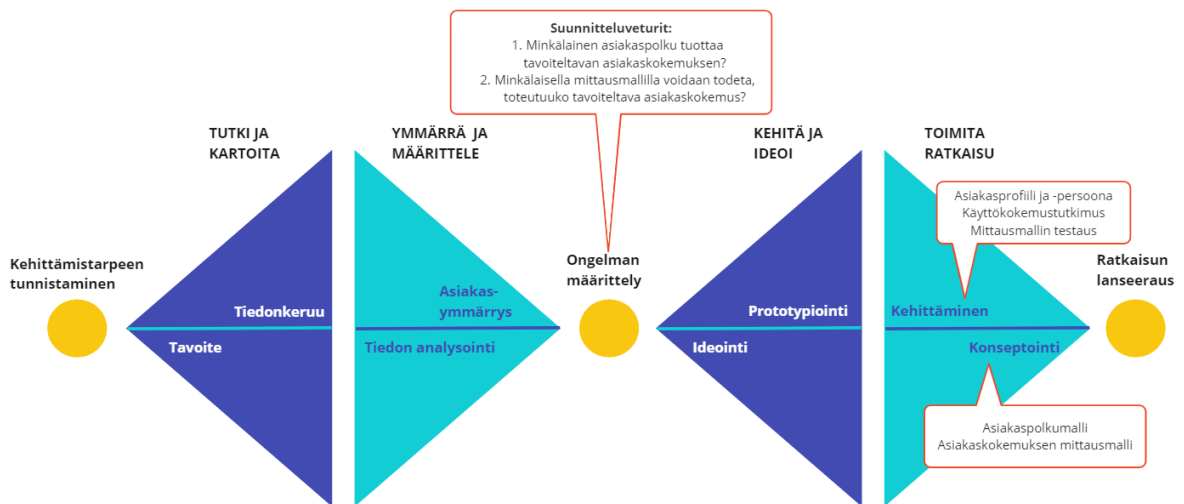 Suunnitteluveturit:
1. Minkälainen asiakaspolku tuottaa
tavoiteltavan asiakaskokemuksen?
2. Minkälaisella mittausmallilla voidaan todeta,
toteutuuko tavoiteltava asiakaskokemus?
TUTKI JA
KARTOITA
YMMÄRRÄ JA
MÄÄRITTELE
KEHITÄ JA
IDEOI
TOIMITA
RATKAISU
Asiakasprofiili ja -persoona
Käyttökokemustutkimus
Mittausmallin testaus
Kehittämistarpeen
tunnistaminen
Tiedonkeruu
Tavoite
Asiakas-
ymmärrys
Tiedon analysointi
Ongelman
määrittely
Prototypiointi
Ideointi
Kehittäminen
Konseptointi
Ratkaisun
lanseeraus
Asiakaspolkumalli
Asiakaskokemuksen mittausmalli